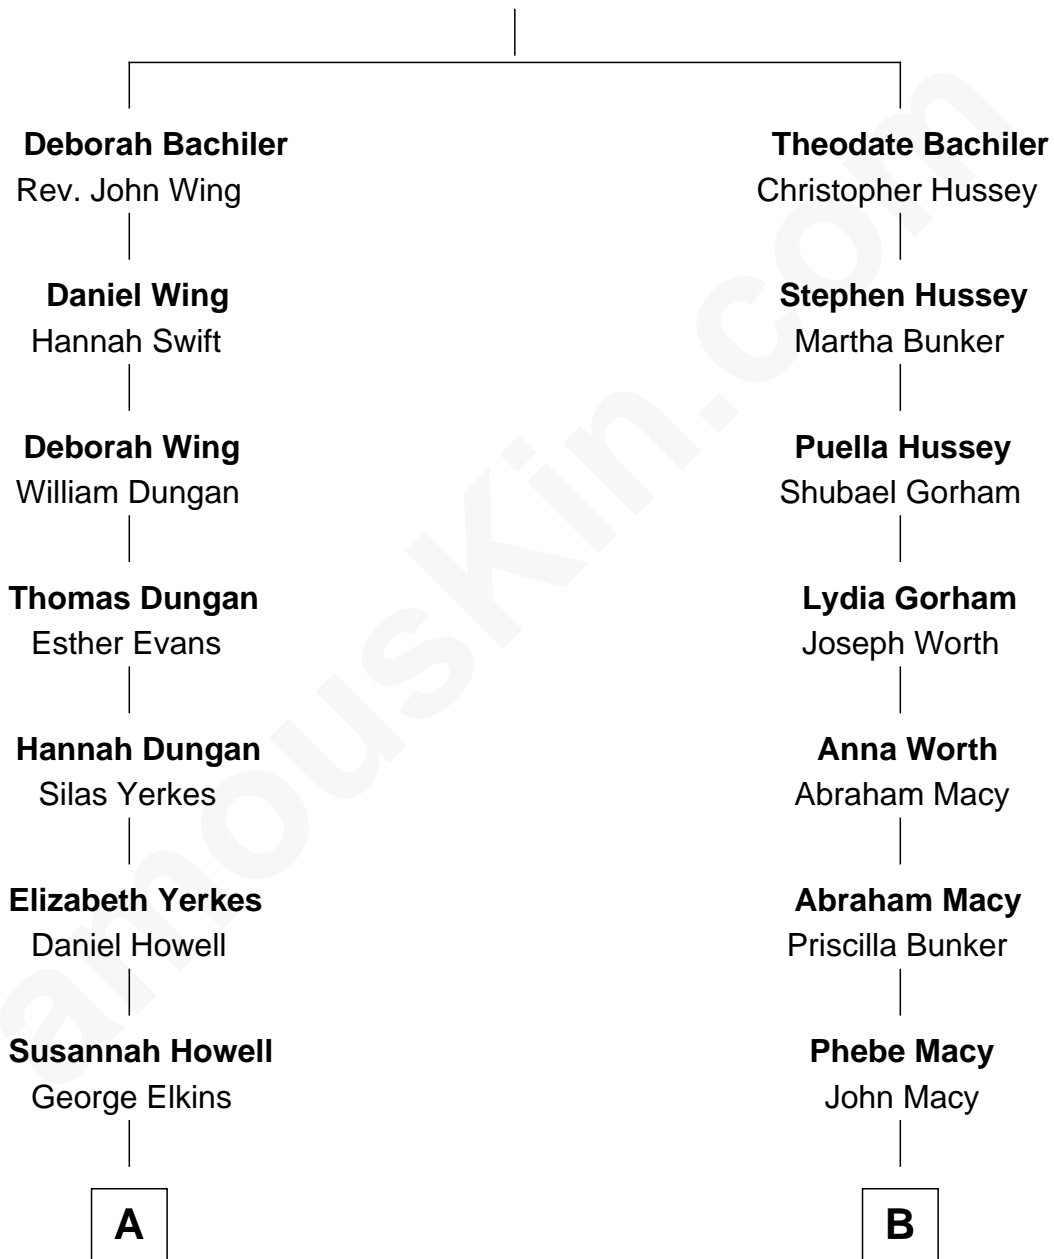 Deborah Bachiler
Rev. John Wing
Daniel Wing
Hannah Swift
Deborah Wing
William Dungan
Thomas Dungan
Esther Evans
Hannah Dungan
Silas Yerkes
Elizabeth Yerkes
Daniel Howell
Susannah Howell
George Elkins
A
Theodate Bachiler
Christopher Hussey
Stephen Hussey
Martha Bunker
Puella Hussey
Shubael Gorham
Lydia Gorham
Joseph Worth
Anna Worth
Abraham Macy
Abraham Macy
Priscilla Bunker
Phebe Macy
John Macy
B
amouskin.com